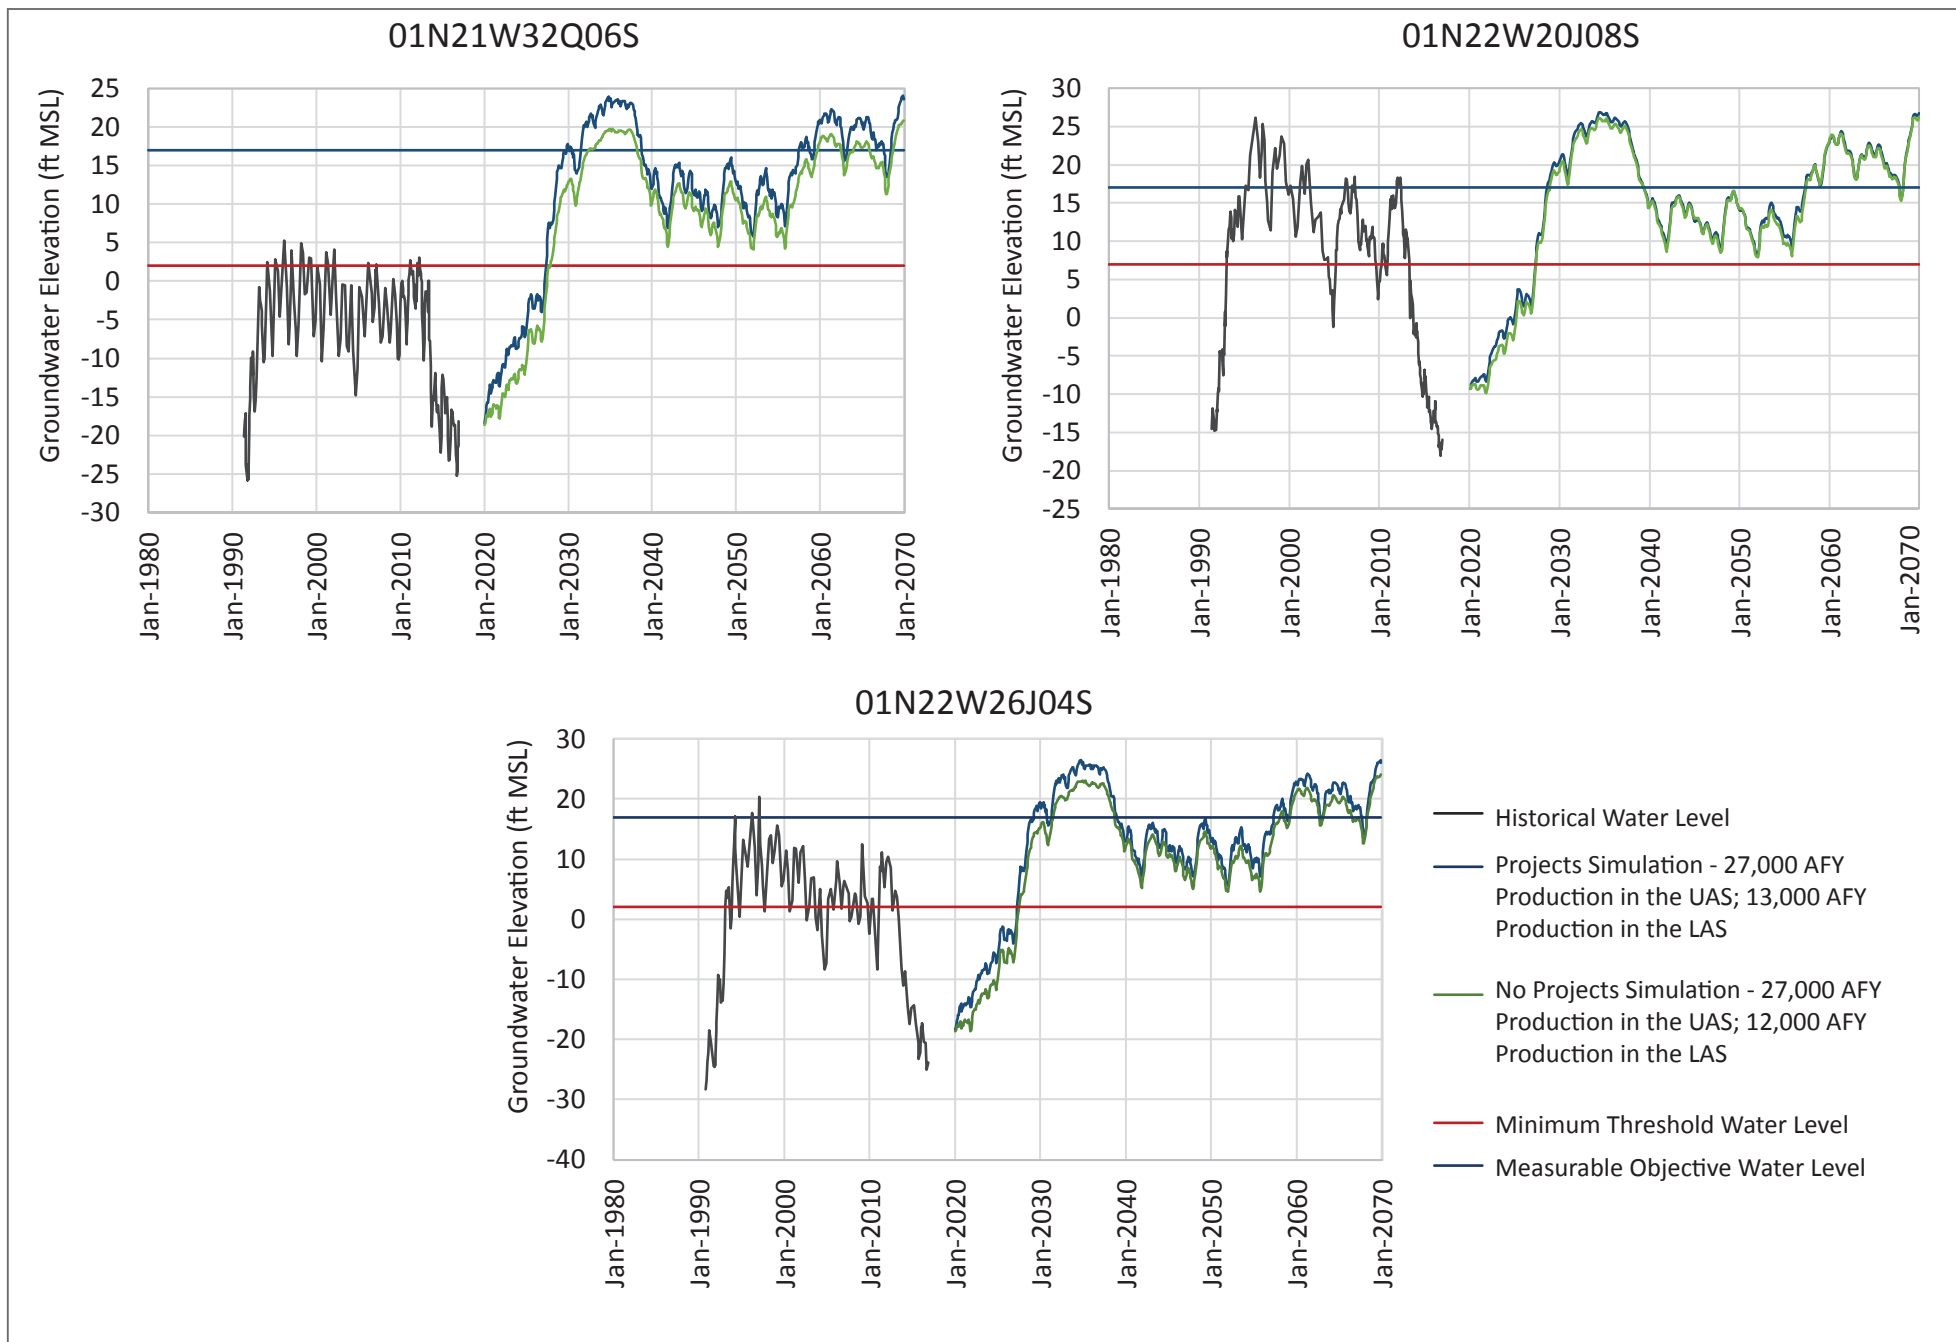 01N21W32Q06S
Groundwater Elevation (ft MSL)
25
20
15
10
5
0
-5
-10
-15
-20
-25
-30
Jan-1980
Jan-1990
Jan-2000
Jan-2010
Jan-2020
Jan-2030
Jan-2040
Jan-2050
Jan-2060
Jan-2070
01N22W20J08S
Groundwater Elevation (ft MSL)
30
25
20
15
10
5
0
-5
-10
-15
-20
-25
Jan-1980
Jan-1990
Jan-2000
Jan-2010
Jan-2020
Jan-2030
Jan-2040
Jan-2050
Jan-2060
Jan-2070
01N22W26J04S
Groundwater Elevation (ft MSL)
30
20
10
0
-10
-20
-30
-40
Jan-1980
Jan-1990
Jan-2000
Jan-2010
Jan-2020
Jan-2030
Jan-2040
Jan-2050
Jan-2060
Jan-2070
Historical Water Level
Projects Simulation - 27,000 AFY
Production in the UAS; 13,000 AFY
Production in the LAS
No Projects Simulation - 27,000 AFY
Production in the UAS; 12,000 AFY
Production in the LAS
Minimum Threshold Water Level
Measurable Objective Water Level